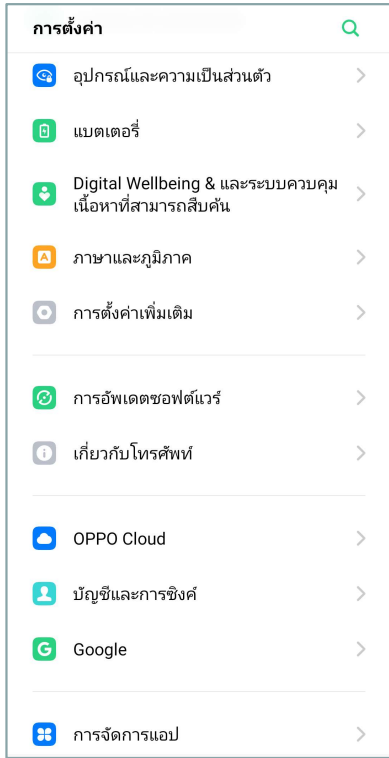 การตั้งค่า
อุปกรณ์และความเป็นส่วนตัว
แบตเตอรี่
Digital Wellbeing & และระบบควบคุม
เนื้อหาที่สามารถสืบค้น
ภาษาและภูมิภาค
การตั้งค่าเพิ่มเติม
การอัพเดตซอฟต์แวร์
เกี่ยวกับโทรศัพท์
OPPO Cloud
บัญชีและการซิงค์
Google
การจัดการแอป